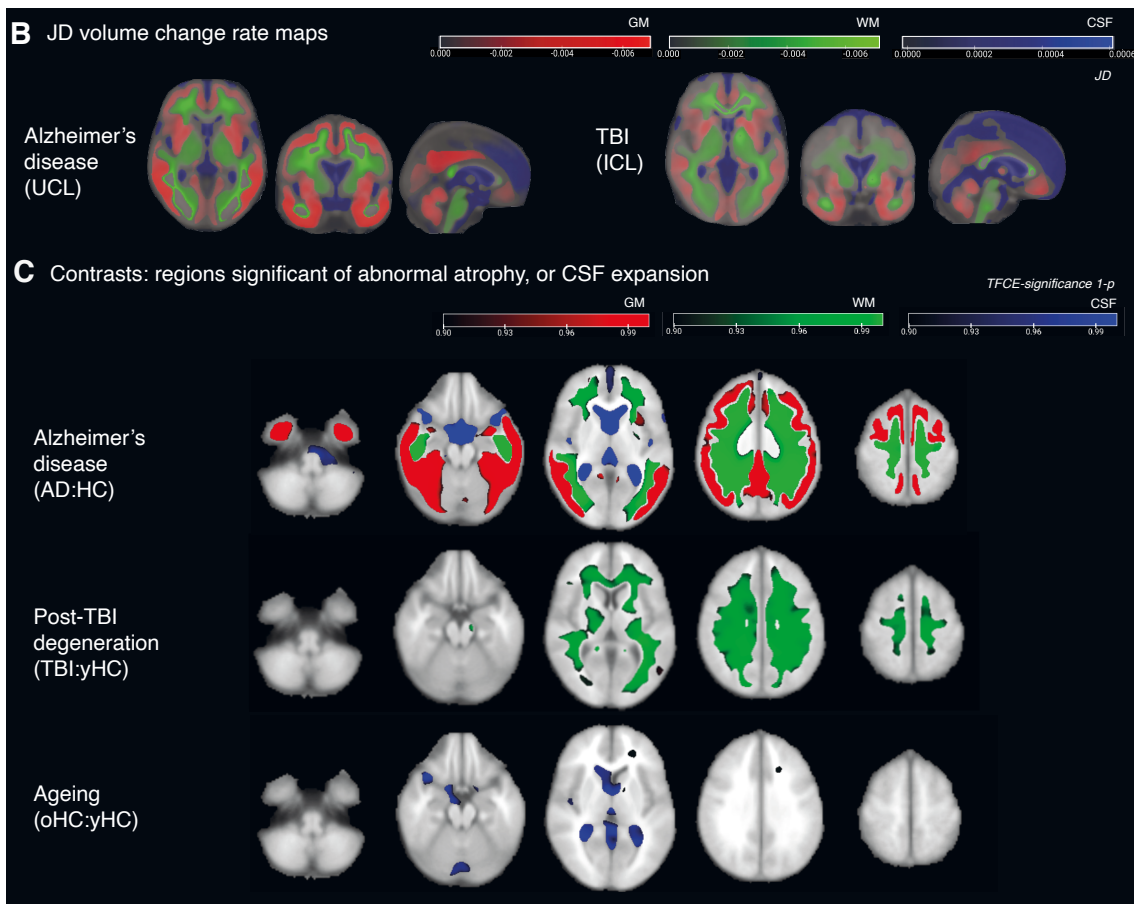 B JD volume change rate maps
GM
0.000 -0.002 -0.004 -0.006
WM
0.000 -0.002 -0.004 -0.006
CSF
0.0000 0.0002 0.0004 0.0006
JD
Alzheimer's
disease
(UCL)
TBI
(ICL)
C Contrasts: regions significant of abnormal atrophy, or CSF expansion
TFCE-significance 1-p
GM
0.90 0.93 0.96 0.99
WM
0.90 0.93 0.96 0.99
CSF
0.90 0.93 0.96 0.99
Alzheimer's
disease
(AD:HC)
Post-TBI
degeneration
(TBI:yHC)
Ageing
(oHC:yHC)